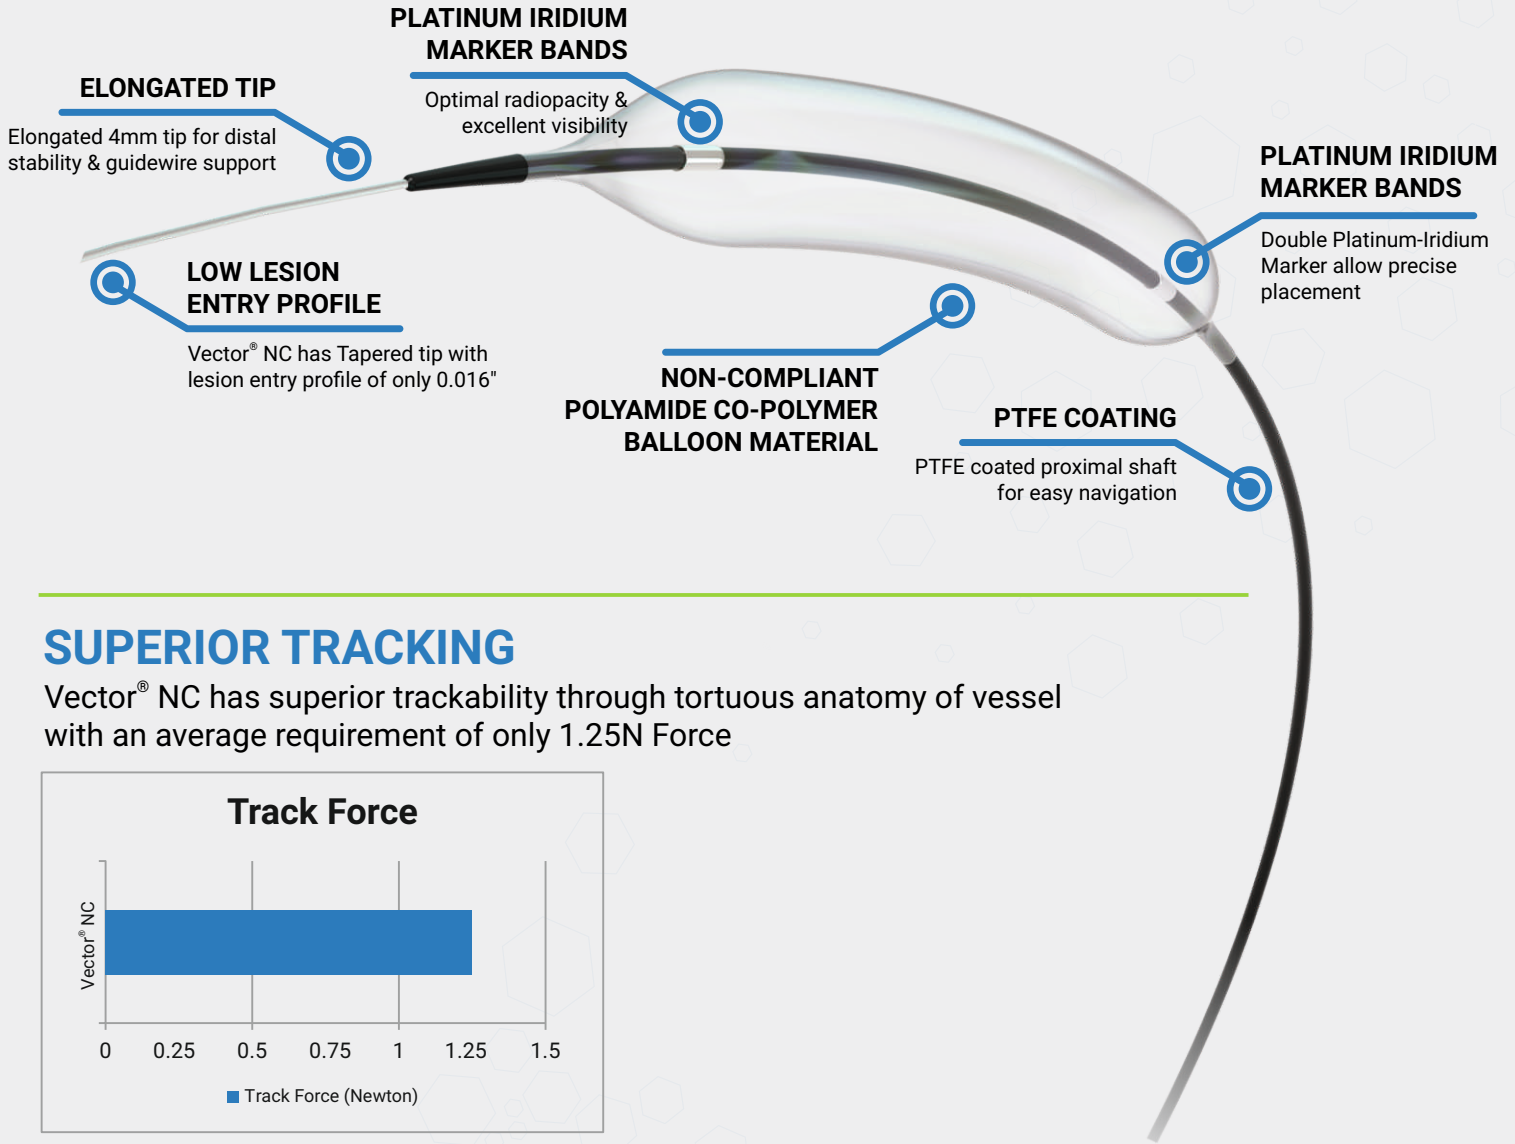 PLATINUM IRIDIUM
MARKER BANDS
Optimal radiopacity &
excellent visibility
ELONGATED TIP
Elongated 4mm tip for distal
stability & guidewire support
PLATINUM IRIDIUM
MARKER BANDS
Double Platinum-Iridium
Marker allow precise
placement
LOW LESION
ENTRY PROFILE
Vector® NC has Tapered tip with
lesion entry profile of only 0.016"
NON-COMPLIANT
POLYAMIDE CO-POLYMER
BALLOON MATERIAL
PTFE COATING
PTFE coated proximal shaft
for easy navigation
SUPERIOR TRACKING
Vector® NC has superior trackability through tortuous anatomy of vessel
with an average requirement of only 1.25N Force
Track Force
Vector® NC
0 0.25 0.5 0.75 1 1.25 1.5
Track Force (Newton)